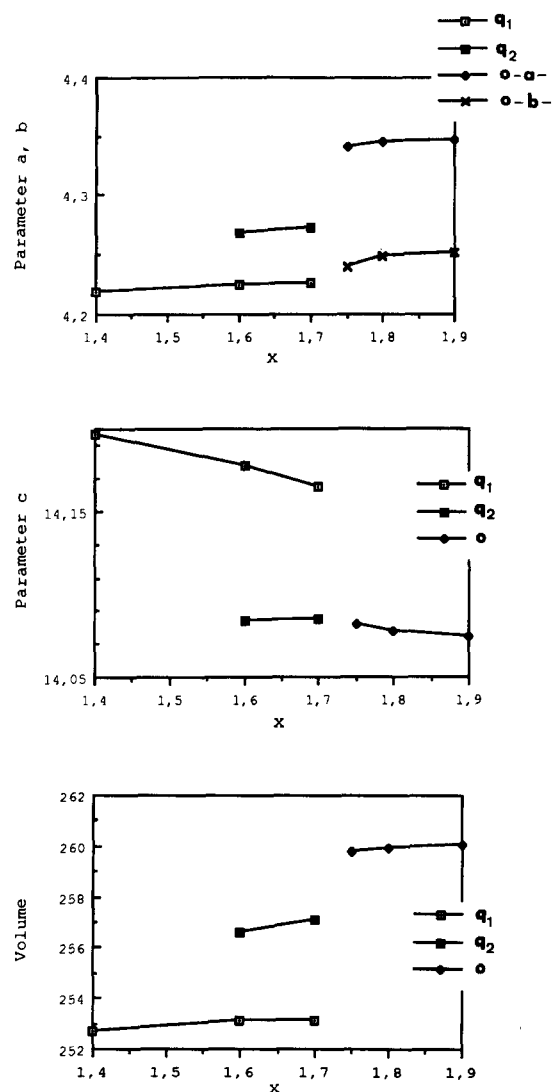 q1
q2
o-a-
o-b-
4,4
4,3
4,2
Parameter a, b
1,4 1,5 1,6 1,7 1,8 1,9
x
14,15
14,05
Parameter c
q1
q2
o
1,4 1,5 1,6 1,7 1,8 1,9
x
262
260
258
256
254
252
Volume
q1
q2
o
1,4 1,5 1,6 1,7 1,8 1,9
x